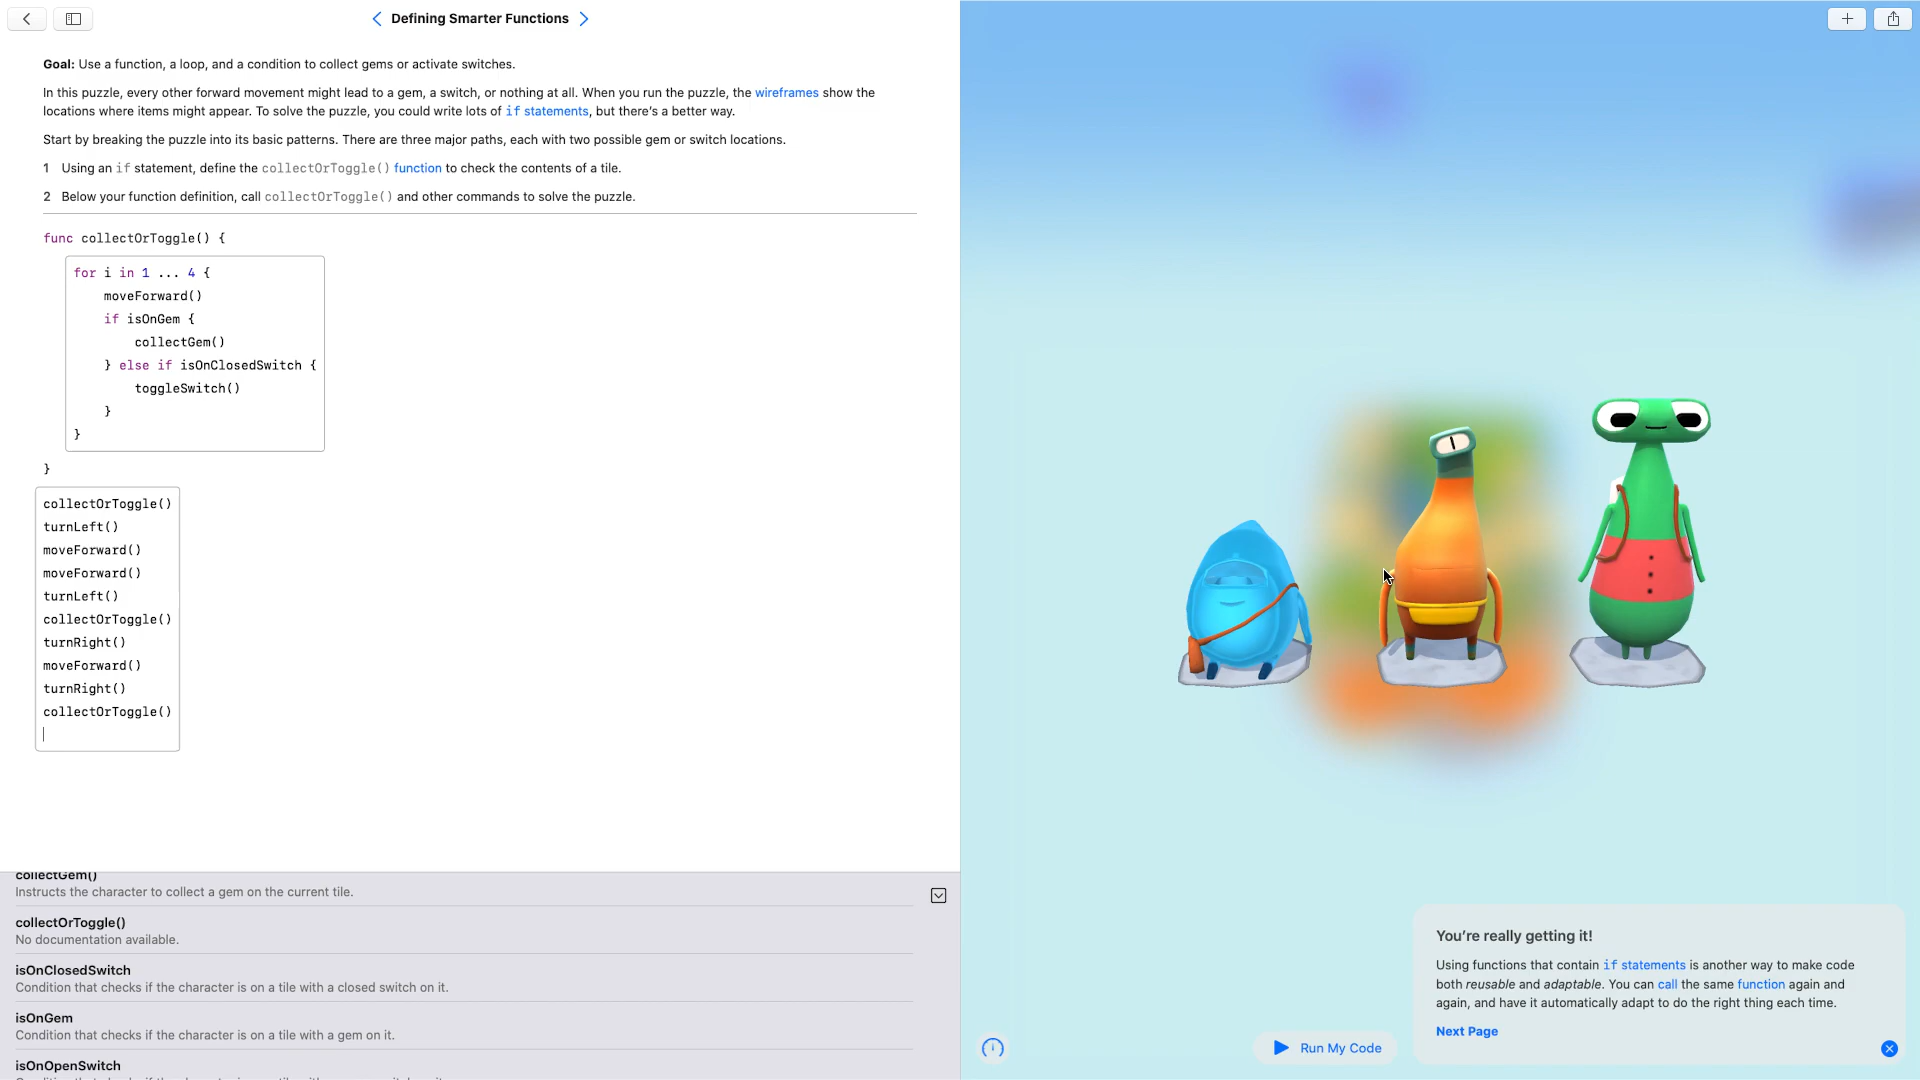 Defining Smarter Functions
Goal: Use a function, a loop, and a condition to collect gems or activate switches.
In this puzzle, every other forward movement might lead to a gem, a switch, or nothing at all. When you run the puzzle, the wireframes show the
locations where items might appear. To solve the puzzle, you could write lots of if statements, but there's a better way.
Start by breaking the puzzle into its basic patterns. There are three major paths, each with two possible gem or switch locations.
1 Using an if statement, define the collectOrToggle() function to check the contents of a tile.
2 Below your function definition, call collectOrToggle() and other commands to solve the puzzle.
func collectOrToggle() {
for i in 1 ... 4 {
moveForward()
if isOnGem {
collectGem()
} else if isOnClosedSwitch {
toggleSwitch()
}
}
}
collectOrToggle()
turnLeft()
moveForward()
moveForward()
turnLeft()
collectOrToggle()
turnRight()
moveForward()
turnRight()
collectOrToggle()
collectGem()
Instructs the character to collect a gem on the current tile.
collectOrToggle()
No documentation available.
isOnClosedSwitch
Condition that checks if the character is on a tile with a closed switch on it.
isOnGem
Condition that checks if the character is on a tile with a gem on it.
isOnOpenSwitch
You're really getting it!
Using functions that contain if statements is another way to make code
both reusable and adaptable. You can call the same function again and
again, and have it automatically adapt to do the right thing each time.
Next Page
Run My Code